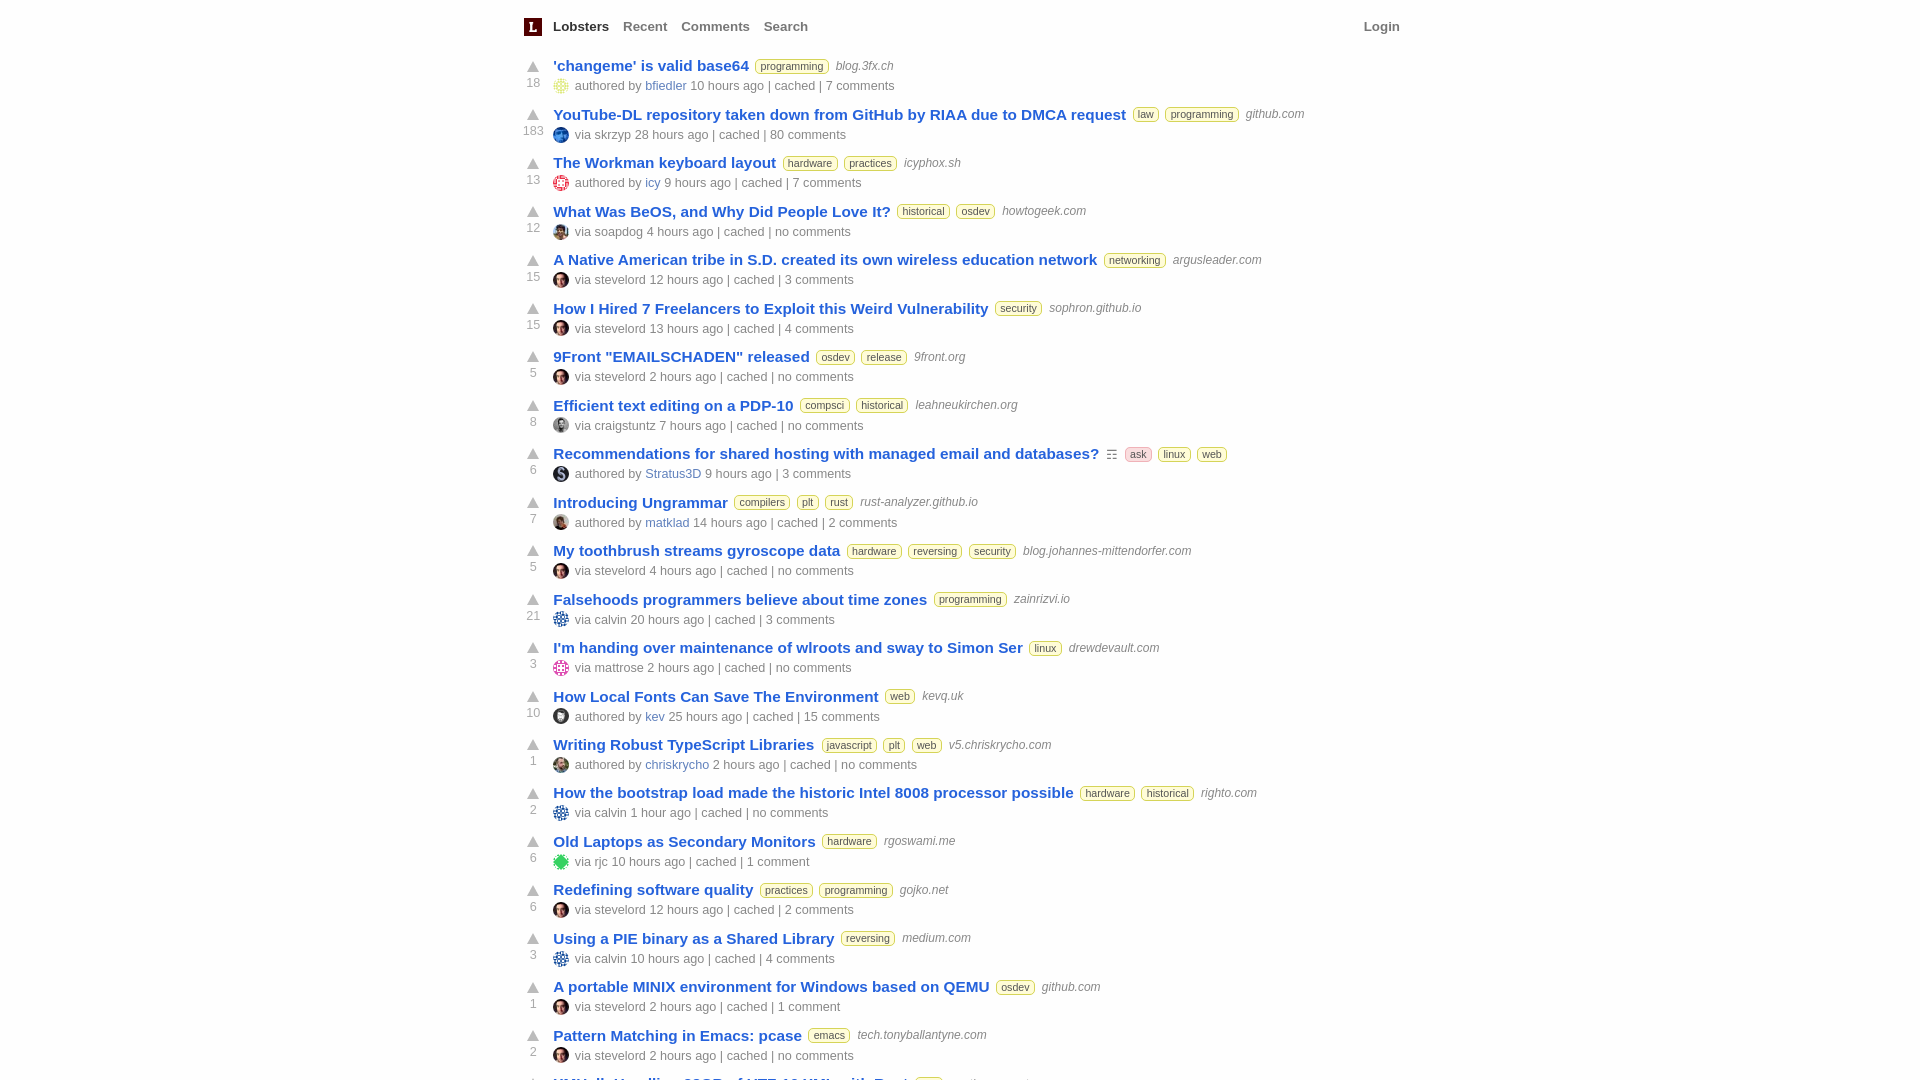 L Lobsters Recent Comments Search Login
'changeme' is valid base64 programming blog.3fx.ch
18 authored by bfiedler 10 hours ago | cached | 7 comments
YouTube-DL repository taken down from GitHub by RIAA due to DMCA request law programming github.com
183 via skrzyp 28 hours ago | cached | 80 comments
The Workman keyboard layout hardware practices icyphox.sh
13 authored by icy 9 hours ago | cached | 7 comments
What Was BeOS, and Why Did People Love It? historical osdev howtogeek.com
12 via soapdog 4 hours ago | cached | no comments
A Native American tribe in S.D. created its own wireless education network networking argusleader.com
15 via stevelord 12 hours ago | cached | 3 comments
How I Hired 7 Freelancers to Exploit this Weird Vulnerability security sophron.github.io
15 via stevelord 13 hours ago | cached | 4 comments
9Front "EMAILSCHADEN" released osdev release 9front.org
5 via stevelord 2 hours ago | cached | no comments
Efficient text editing on a PDP-10 compsci historical leahneukirchen.org
8 via craigstuntz 7 hours ago | cached | no comments
Recommendations for shared hosting with managed email and databases? ☶ ask linux web
6 authored by Stratus3D 9 hours ago | 3 comments
Introducing Ungrammar compilers plt rust rust-analyzer.github.io
7 authored by matklad 14 hours ago | cached | 2 comments
My toothbrush streams gyroscope data hardware reversing security blog.johannes-mittendorfer.com
5 via stevelord 4 hours ago | cached | no comments
Falsehoods programmers believe about time zones programming zainrizvi.io
21 via calvin 20 hours ago | cached | 3 comments
I'm handing over maintenance of wlroots and sway to Simon Ser linux drewdevault.com
3 via mattrose 2 hours ago | cached | no comments
How Local Fonts Can Save The Environment web kevq.uk
10 authored by kev 25 hours ago | cached | 15 comments
Writing Robust TypeScript Libraries javascript plt web v5.chriskrycho.com
1 authored by chriskrycho 2 hours ago | cached | no comments
How the bootstrap load made the historic Intel 8008 processor possible hardware historical righto.com
2 via calvin 1 hour ago | cached | no comments
Old Laptops as Secondary Monitors hardware rgoswami.me
6 via rjc 10 hours ago | cached | 1 comment
Redefining software quality practices programming gojko.net
6 via stevelord 12 hours ago | cached | 2 comments
Using a PIE binary as a Shared Library reversing medium.com
3 via calvin 10 hours ago | cached | 4 comments
A portable MINIX environment for Windows based on QEMU osdev github.com
1 via stevelord 2 hours ago | cached | 1 comment
Pattern Matching in Emacs: pcase emacs tech.tonyballantyne.com
2 via stevelord 2 hours ago | cached | no comments